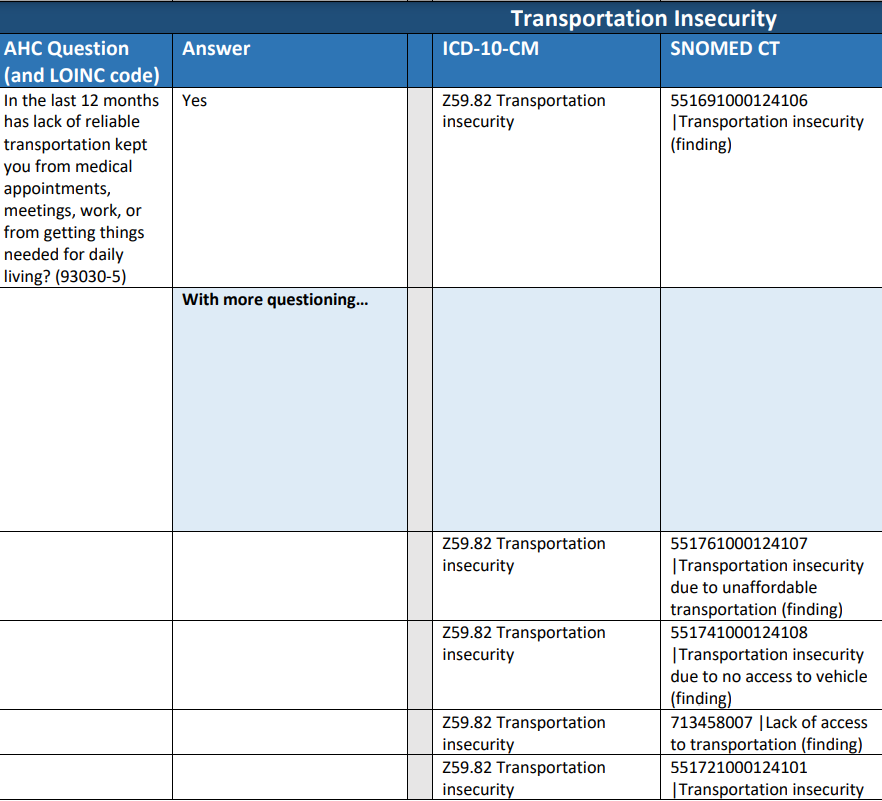 Transportation Insecurity
AHC Question
(and LOINC code)
Answer
ICD-10-CM
SNOMED CT
In the last 12 months
has lack of reliable
transportation kept
you from medical
appointments,
meetings, work, or
from getting things
needed for daily
living? (93030-5)
Yes
Z59.82 Transportation
insecurity
551691000124106
|Transportation insecurity
(finding)
With more questioning…
Z59.82 Transportation
insecurity
551761000124107
|Transportation insecurity
due to unaffordable
transportation (finding)
Z59.82 Transportation
insecurity
551741000124108
|Transportation insecurity
due to no access to vehicle
(finding)
Z59.82 Transportation
insecurity
713458007 |Lack of access
to transportation (finding)
Z59.82 Transportation
insecurity
551721000124101
|Transportation insecurity